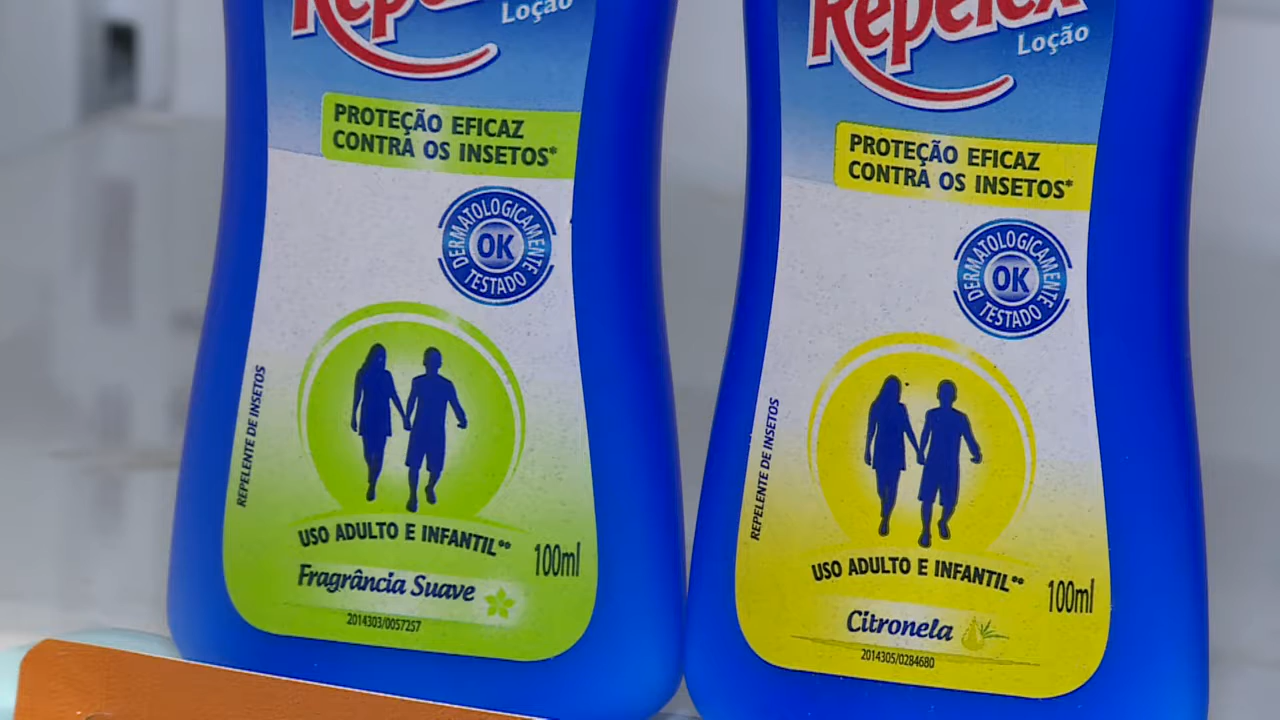 Repelex
Loção
PROTEÇÃO EFICAZ
CONTRA OS INSETOS*
DERMATOLOGICAMENTE
OK
TESTADO
REPELENTE DE INSETOS
USO ADULTO E INFANTIL**
100ml
Fragrância Suave
2014303/0057257
Repelex
Loção
PROTEÇÃO EFICAZ
CONTRA OS INSETOS*
DERMATOLOGICAMENTE
OK
TESTADO
REPELENTE DE INSETOS
USO ADULTO E INFANTIL**
100ml
Citronela
2014305/0284680